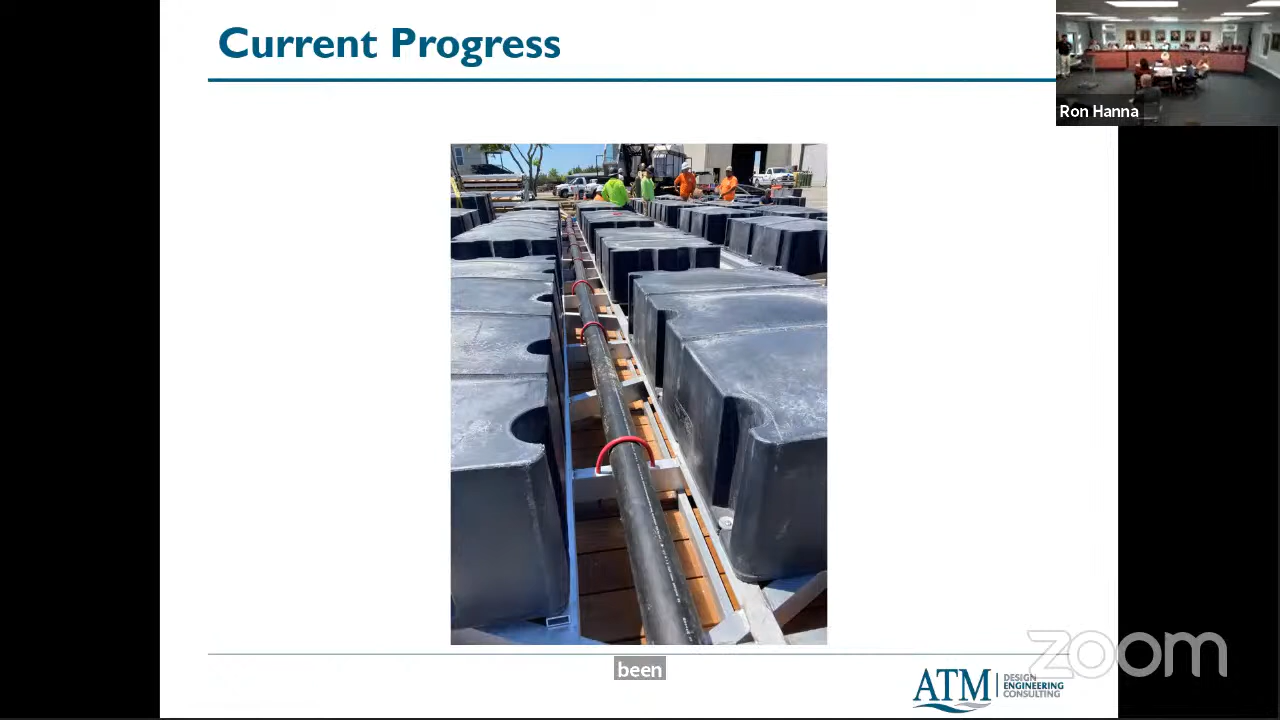 Current Progress
Ron Hanna
been
ATM
DESIGN
ENGINEERING
CONSULTING
zoom